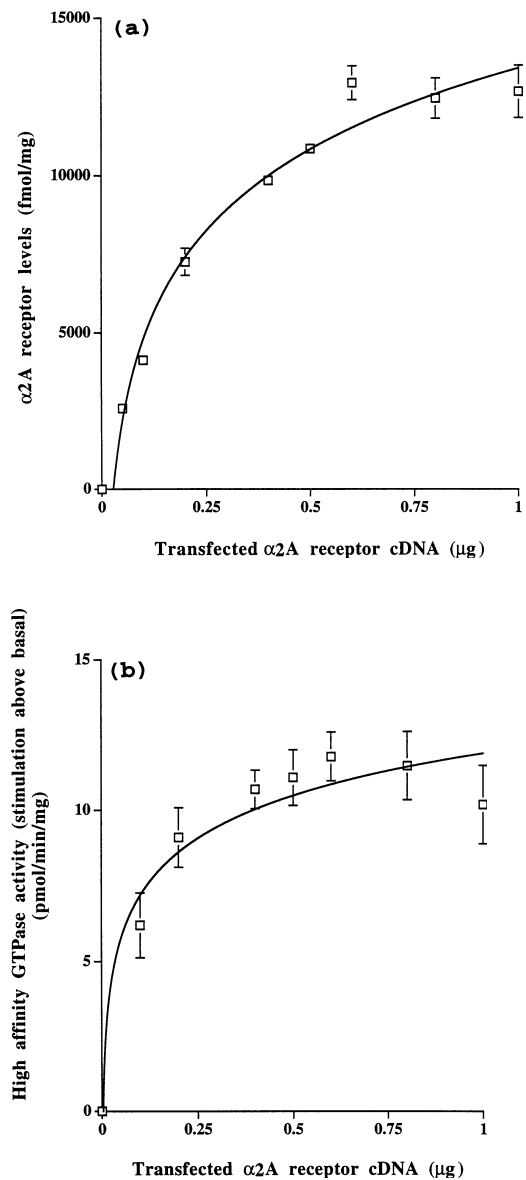 (a)
α2A receptor levels (fmol/mg)
15000
10000
5000
0
0
0.25
0.5
0.75
1
Transfected α2A receptor cDNA (μg)
(b)
High affinity GTPase activity (stimulation above basal)
(pmol/min/mg)
15
10
5
0
0
0.25
0.5
0.75
1
Transfected α2A receptor cDNA (μg)